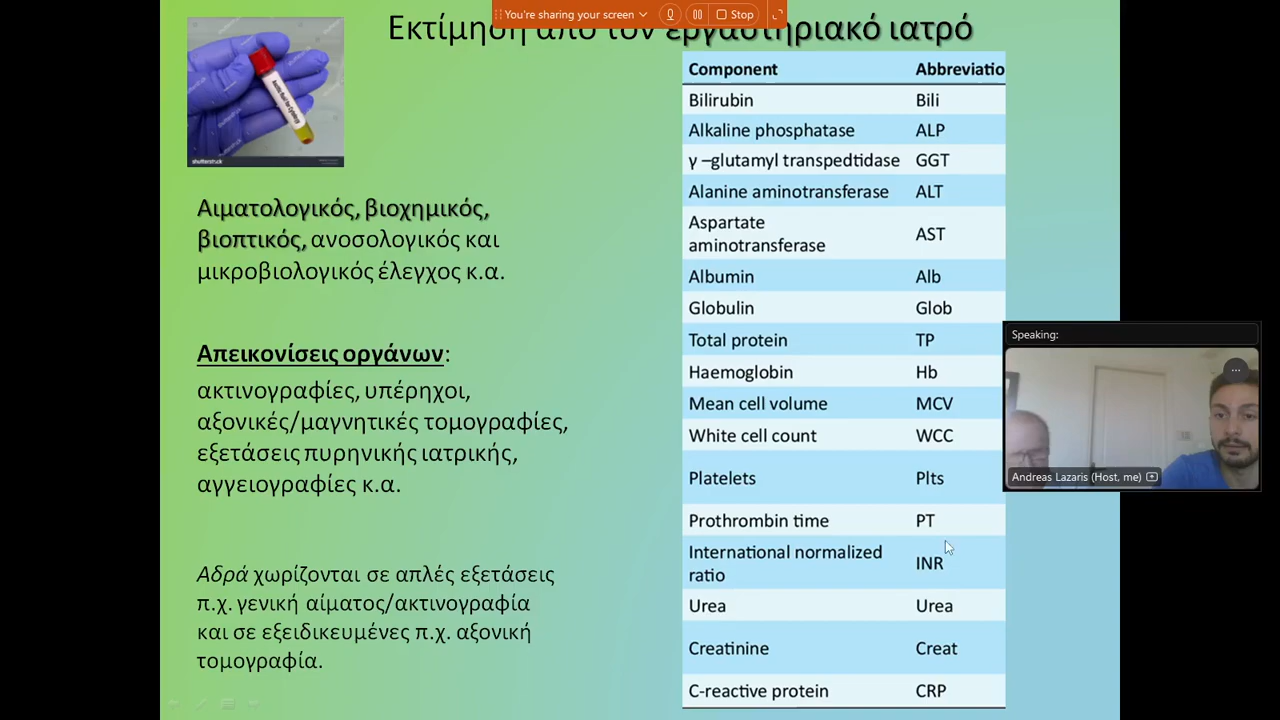 You're sharing your screen
Stop
Εκτίμηση από τον εργαστηριακό ιατρό
shutterstock
Αιματολογικός, βιοχημικός,
βιοπτικός, ανοσολογικός και
μικροβιολογικός έλεγχος κ.α.
Απεικονίσεις οργάνων:
ακτινογραφίες, υπέρηχοι,
αξονικές/μαγνητικές τομογραφίες,
εξετάσεις πυρηνικής ιατρικής,
αγγειογραφίες κ.α.
Αδρά χωρίζονται σε απλές εξετάσεις
π.χ. γενική αίματος/ακτινογραφία
και σε εξειδικευμένες π.χ. αξονική
τομογραφία.
Component Abbreviatio
Bilirubin Bili
Alkaline phosphatase ALP
γ –glutamyl transpedtidase GGT
Alanine aminotransferase ALT
Aspartate
aminotransferase AST
Albumin Alb
Globulin Glob
Total protein TP
Haemoglobin Hb
Mean cell volume MCV
White cell count WCC
Platelets Plts
Prothrombin time PT
International normalized
ratio INR
Urea Urea
Creatinine Creat
C-reactive protein CRP
Speaking:
Andreas Lazaris (Host, me)